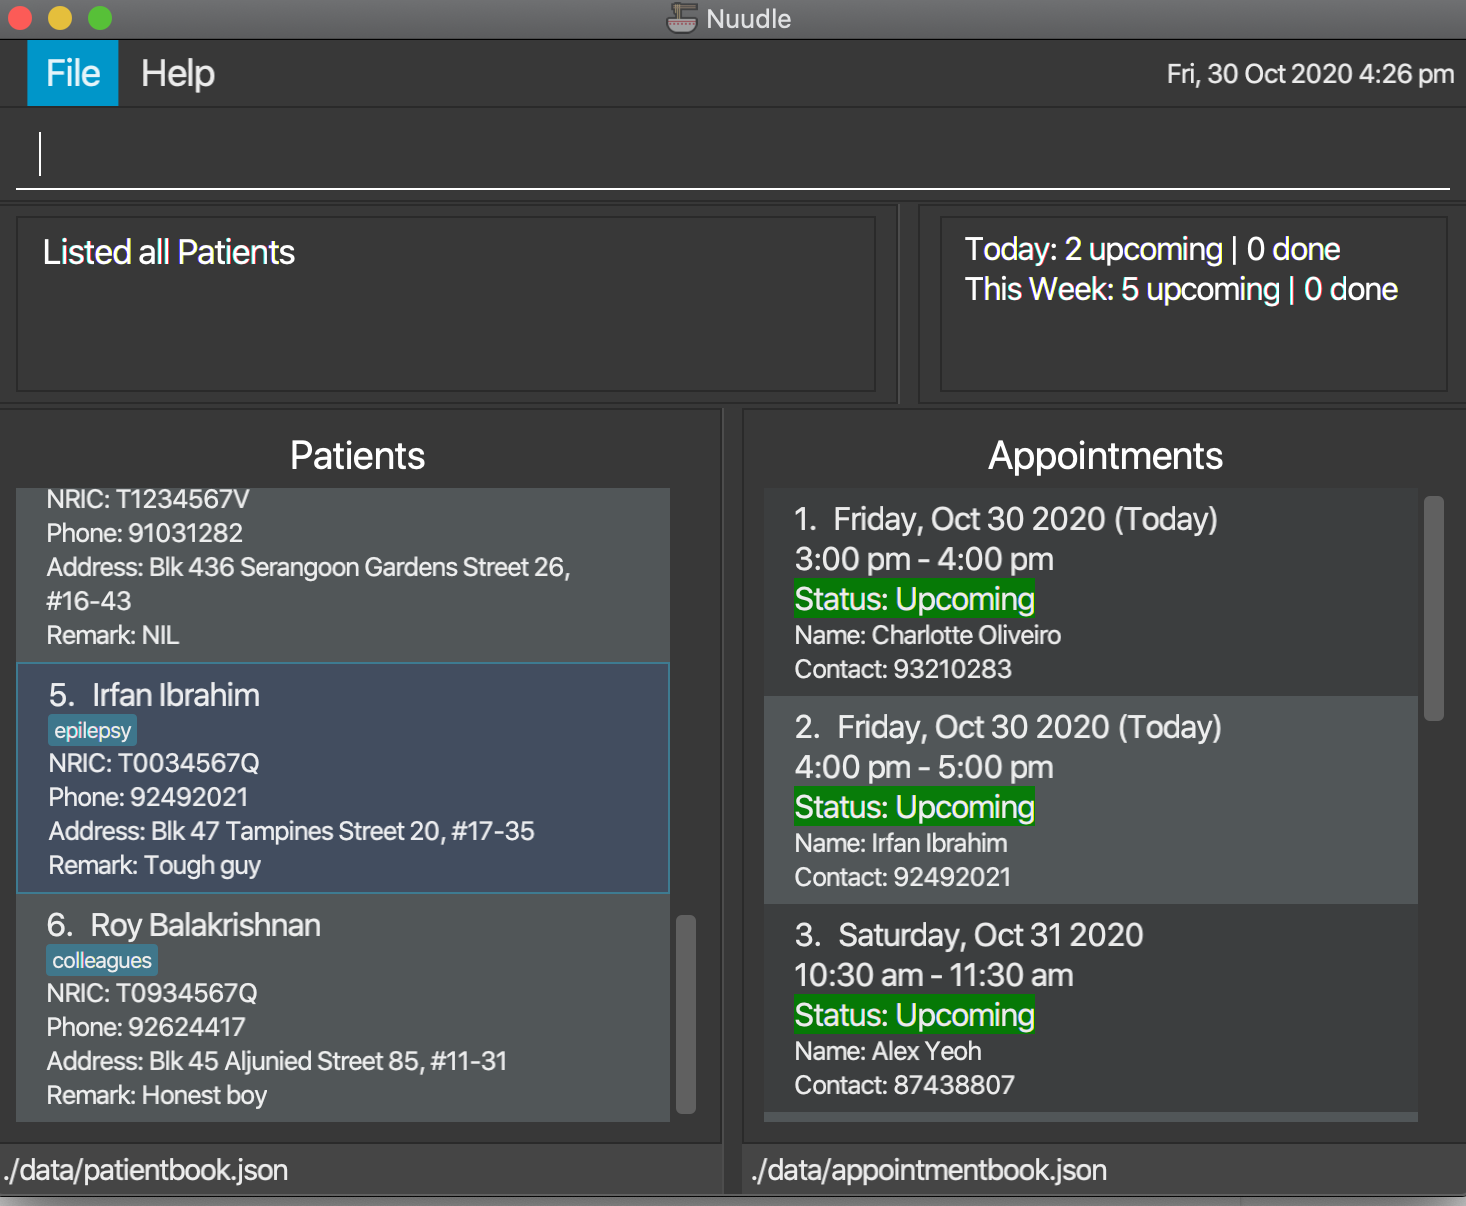 Nuudle
File Help
Fri, 30 Oct 2020 4:26 pm
Listed all Patients
Today: 2 upcoming | 0 done
This Week: 5 upcoming | 0 done
Patients
NRIC: T1234567V
Phone: 91031282
Address: Blk 436 Serangoon Gardens Street 26,
#16-43
Remark: NIL
5. Irfan Ibrahim
epilepsy
NRIC: T0034567Q
Phone: 92492021
Address: Blk 47 Tampines Street 20, #17-35
Remark: Tough guy
6. Roy Balakrishnan
colleagues
NRIC: T0934567Q
Phone: 92624417
Address: Blk 45 Aljunied Street 85, #11-31
Remark: Honest boy
./data/patientbook.json
Appointments
1. Friday, Oct 30 2020 (Today)
3:00 pm - 4:00 pm
Status: Upcoming
Name: Charlotte Oliveiro
Contact: 93210283
2. Friday, Oct 30 2020 (Today)
4:00 pm - 5:00 pm
Status: Upcoming
Name: Irfan Ibrahim
Contact: 92492021
3. Saturday, Oct 31 2020
10:30 am - 11:30 am
Status: Upcoming
Name: Alex Yeoh
Contact: 87438807
./data/appointmentbook.json